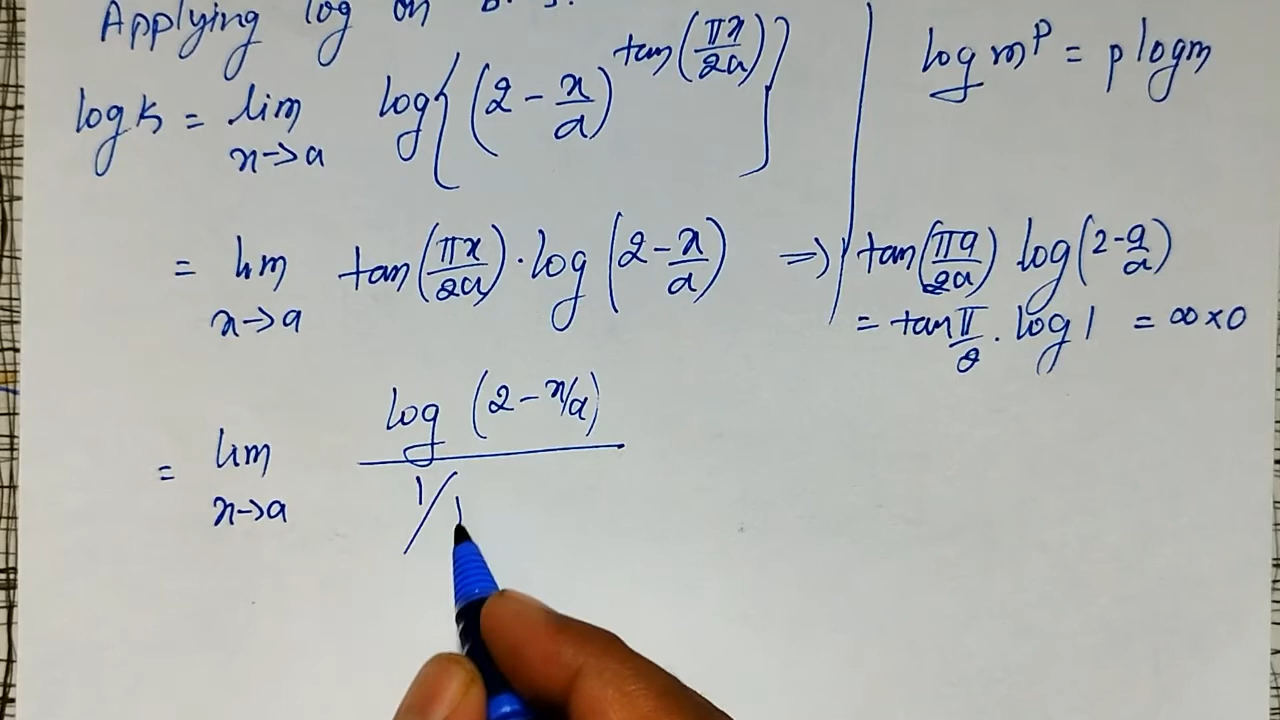 Applying log on B.S.
log k = lim x→a log{(2 - x/a)^tan(πx/2a)}
log m^p = p log m
= lim x→a tan(πx/2a) · log(2 - x/a) ⇒
tan(πa/2a) log(2 - a/a)
= tan π/2 . log 1 = ∞ × 0
= lim x→a log (2 - x/a)
1/